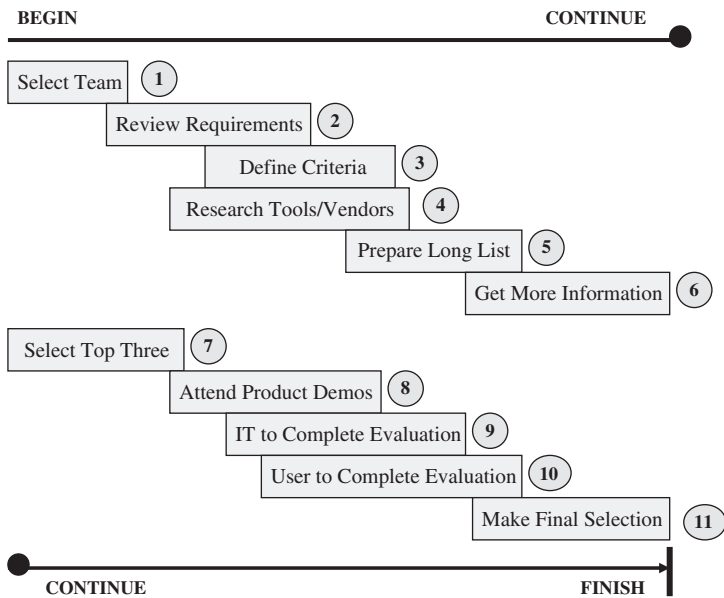 BEGIN CONTINUE
Select Team 1
Review Requirements 2
Define Criteria 3
Research Tools/Vendors 4
Prepare Long List 5
Get More Information 6
Select Top Three 7
Attend Product Demos 8
IT to Complete Evaluation 9
User to Complete Evaluation 10
Make Final Selection 11
CONTINUE FINISH